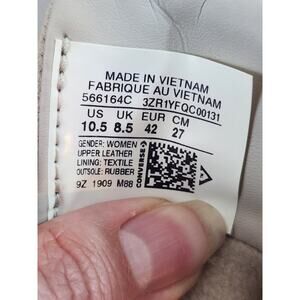 MADE IN VIETNAM
FABRIQUE AU VIETNAM
566164C 3ZR1YFQC00131
US UK EUR CM
10.5 8.5 42 27
GENDER: WOMEN
UPPER: LEATHER
LINING: TEXTILE
OUTSOLE: RUBBER
9Z 1909 M88
CONVERSE